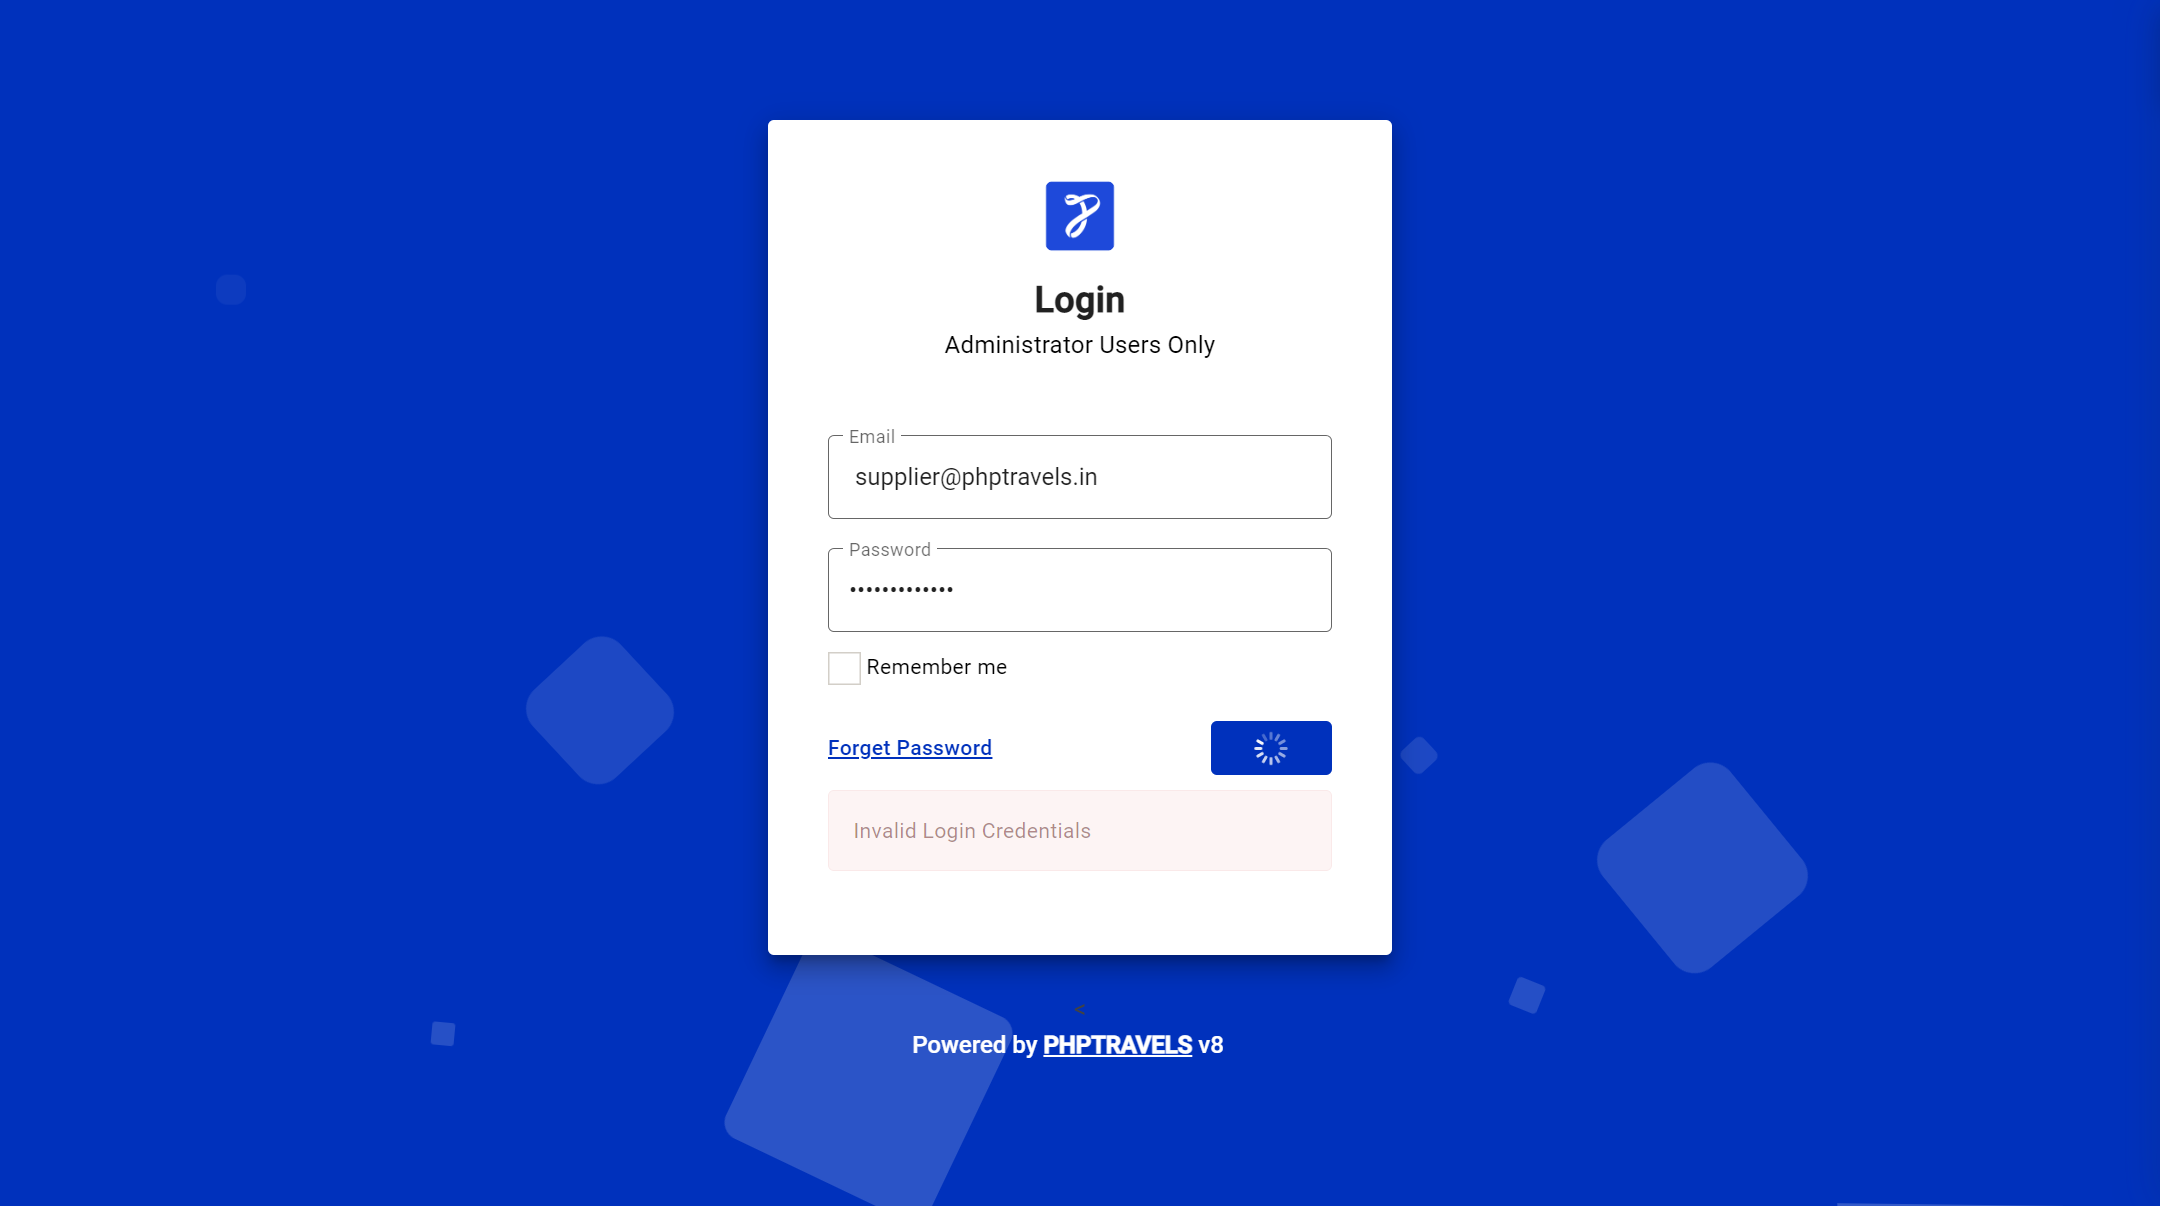 Login
Administrator Users Only
Email
supplier@phptravels.in
Password
•••••••••••••
Remember me
Forget Password
Invalid Login Credentials
<
Powered by PHPTRAVELS v8